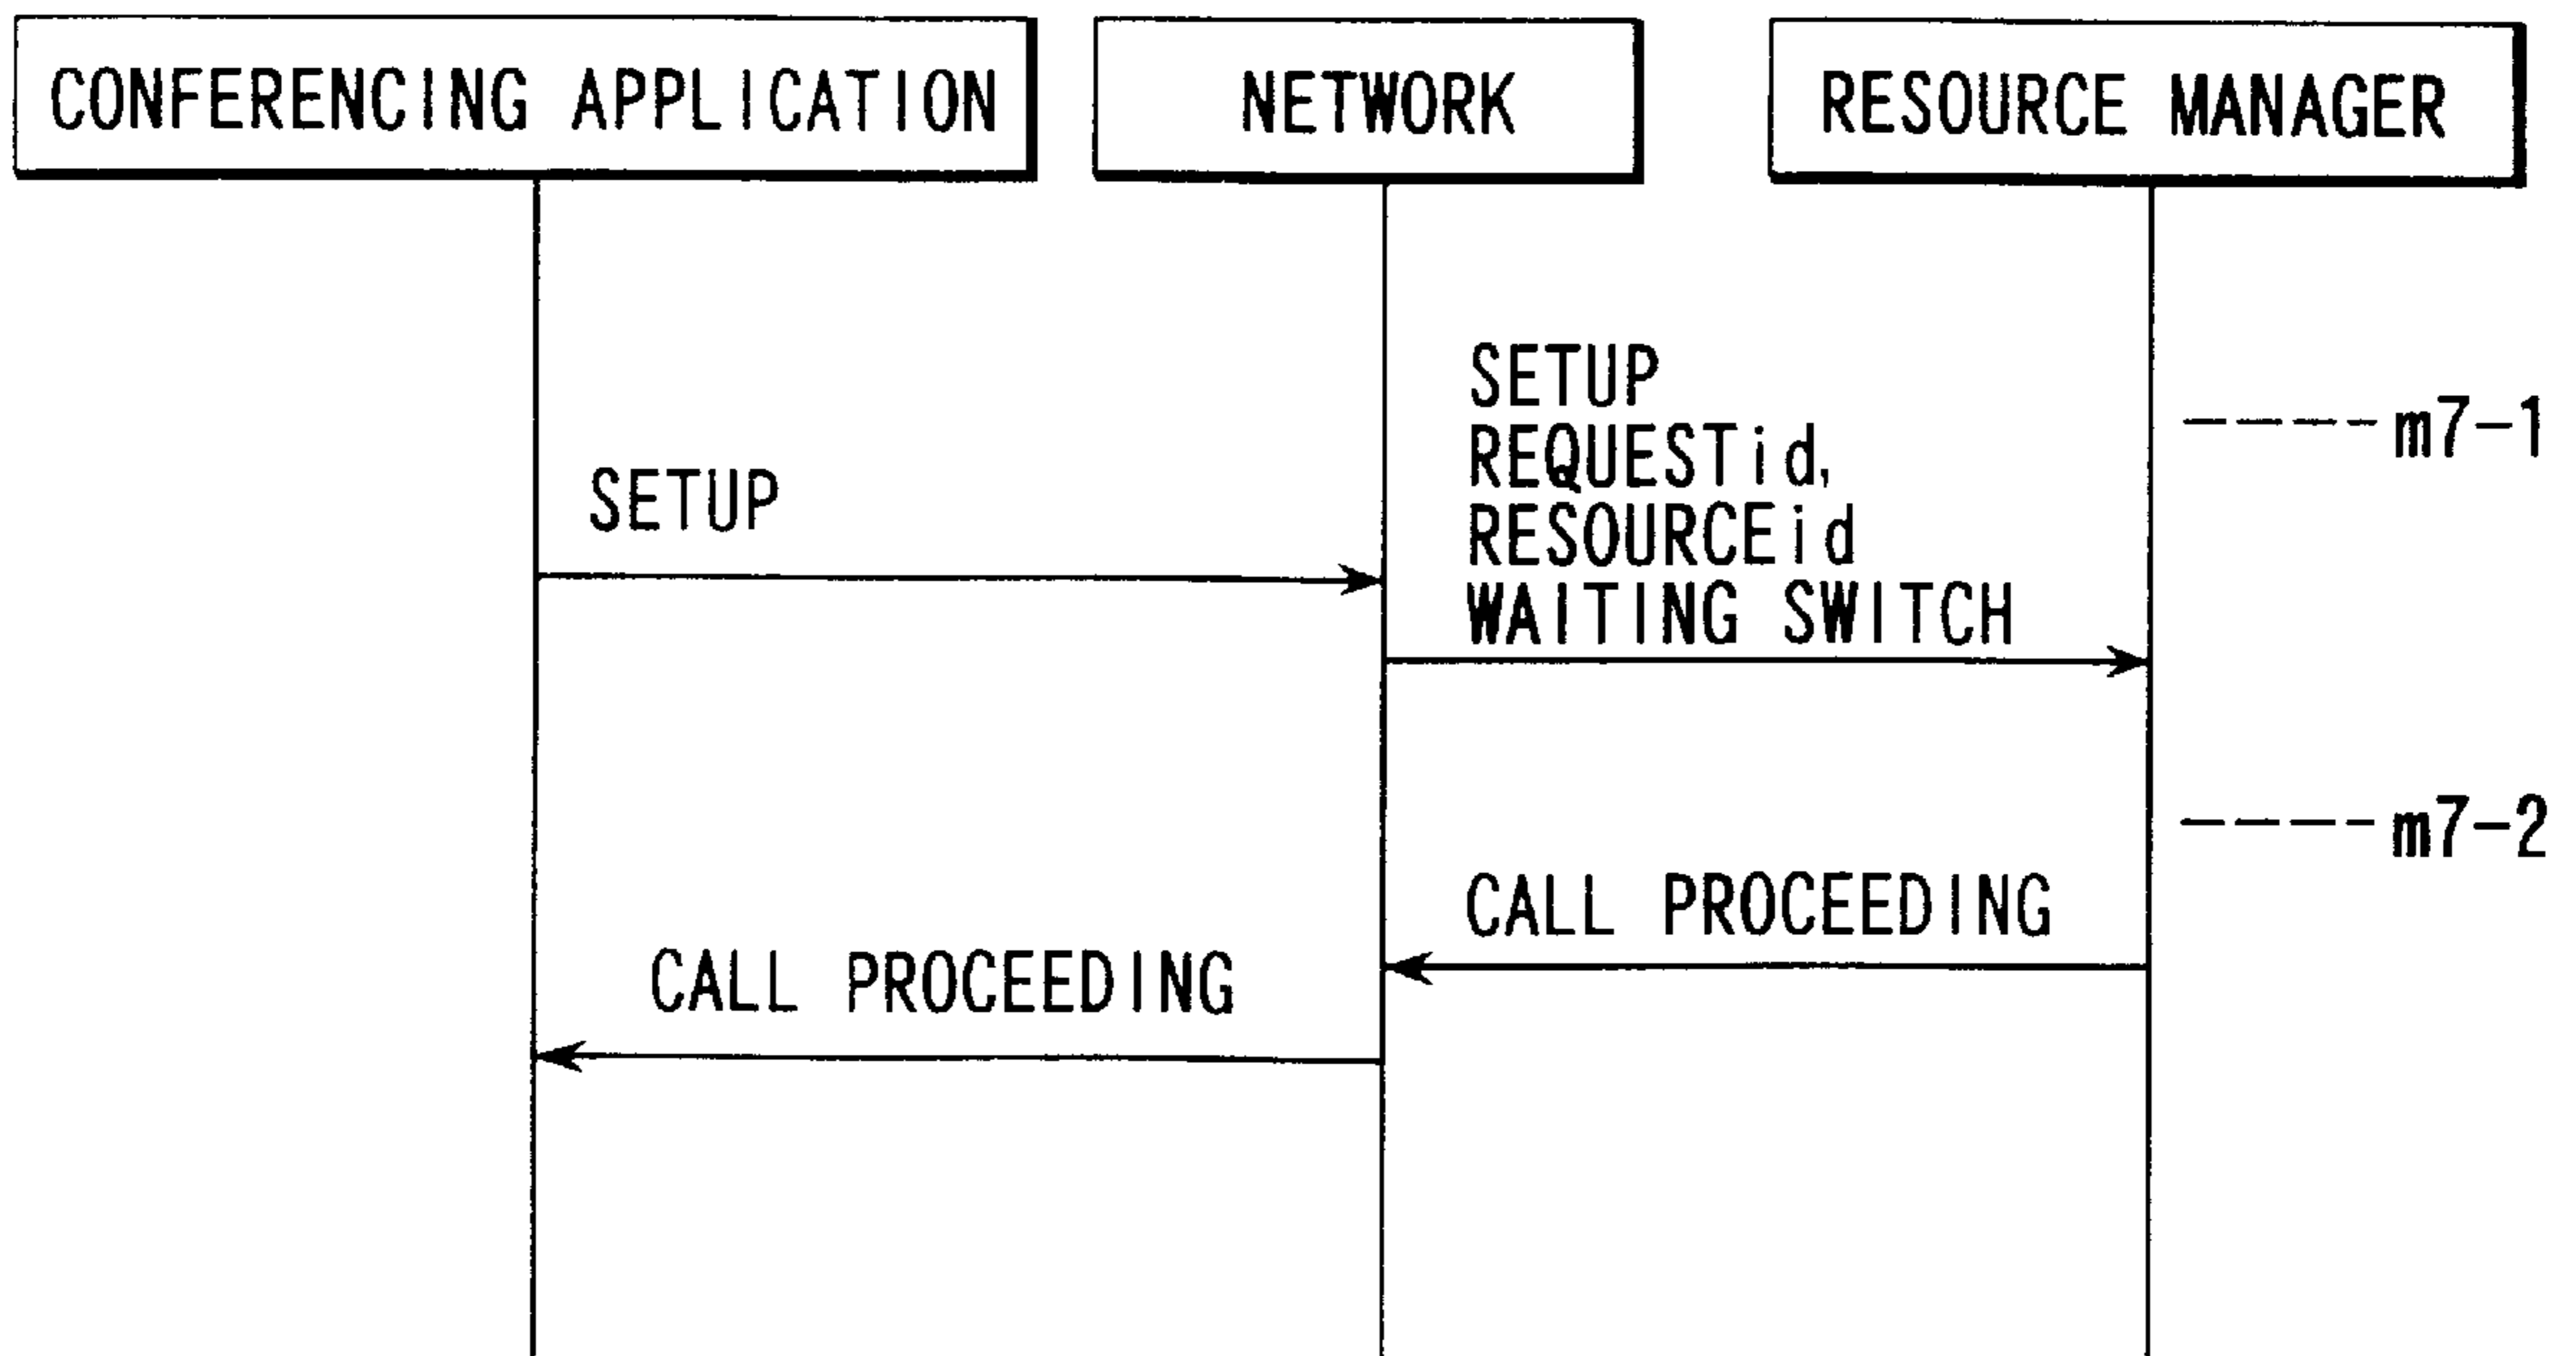 CONFERENCING APPLICATION
NETWORK
RESOURCE MANAGER
SETUP
REQUESTid,
RESOURCEid
WAITING SWITCH
m7-1
SETUP
m7-2
CALL PROCEEDING
CALL PROCEEDING